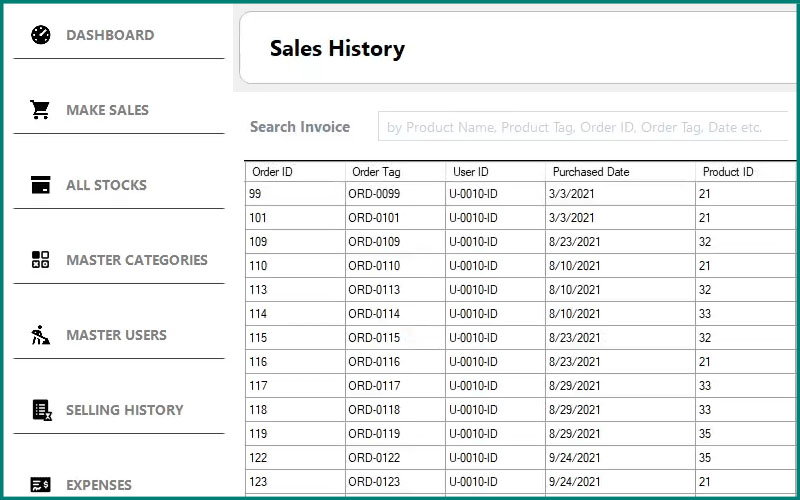 DASHBOARD
MAKE SALES
ALL STOCKS
MASTER CATEGORIES
MASTER USERS
SELLING HISTORY
EXPENSES
Sales History
Search Invoice by Product Name, Product Tag, Order ID, Order Tag, Date etc.
Order ID Order Tag User ID Purchased Date Product ID
99 ORD-0099 U-0010-ID 3/3/2021 21
101 ORD-0101 U-0010-ID 3/3/2021 21
109 ORD-0109 U-0010-ID 8/23/2021 32
110 ORD-0110 U-0010-ID 8/10/2021 21
113 ORD-0113 U-0010-ID 8/10/2021 32
114 ORD-0114 U-0010-ID 8/10/2021 33
115 ORD-0115 U-0010-ID 8/23/2021 32
116 ORD-0116 U-0010-ID 8/23/2021 21
117 ORD-0117 U-0010-ID 8/29/2021 33
118 ORD-0118 U-0010-ID 8/29/2021 33
119 ORD-0119 U-0010-ID 8/29/2021 35
122 ORD-0122 U-0010-ID 9/24/2021 35
123 ORD-0123 U-0010-ID 9/24/2021 21